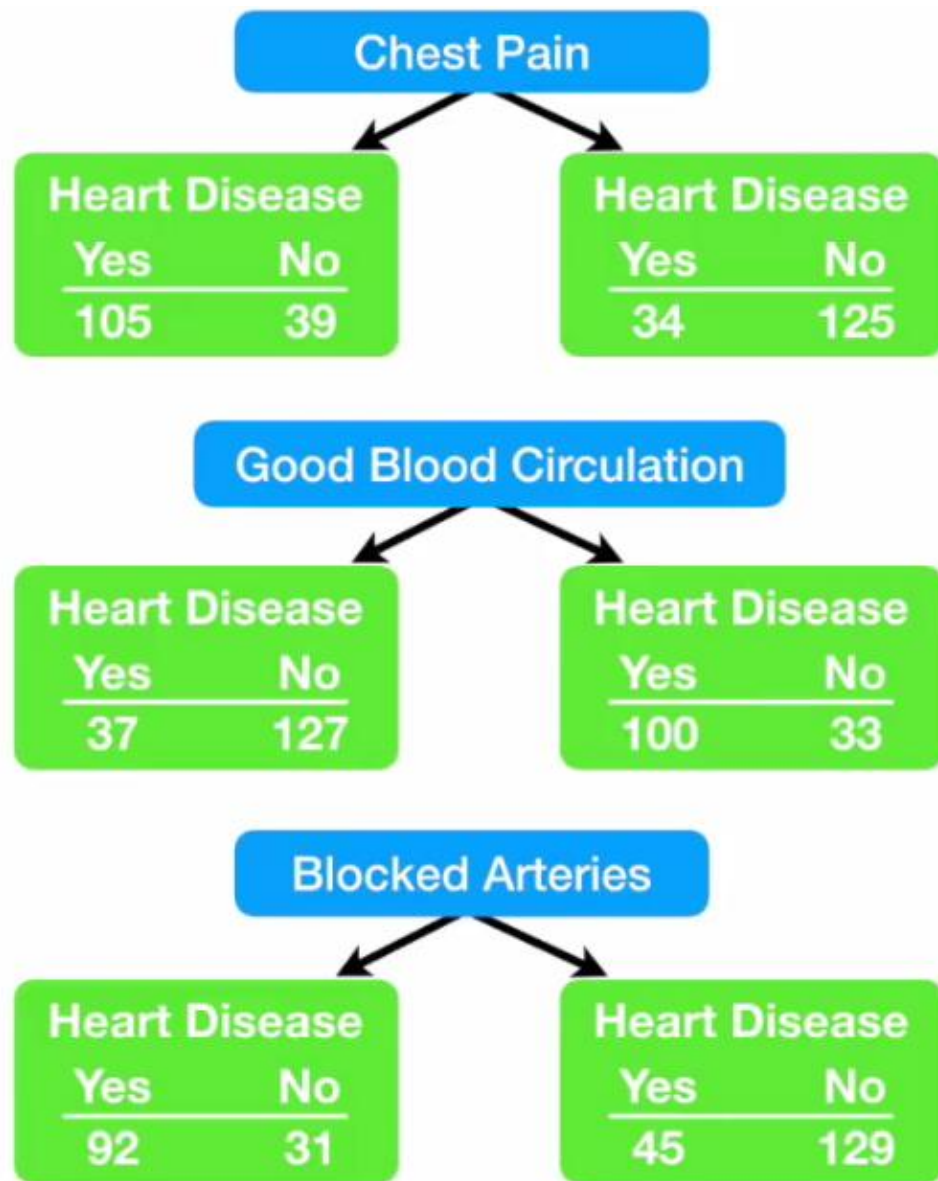 Chest Pain
Heart Disease Heart Disease
Yes No Yes No
105 39 34 125
Good Blood Circulation
Heart Disease Heart Disease
Yes No Yes No
37 127 100 33
Blocked Arteries
Heart Disease Heart Disease
Yes No Yes No
92 31 45 129